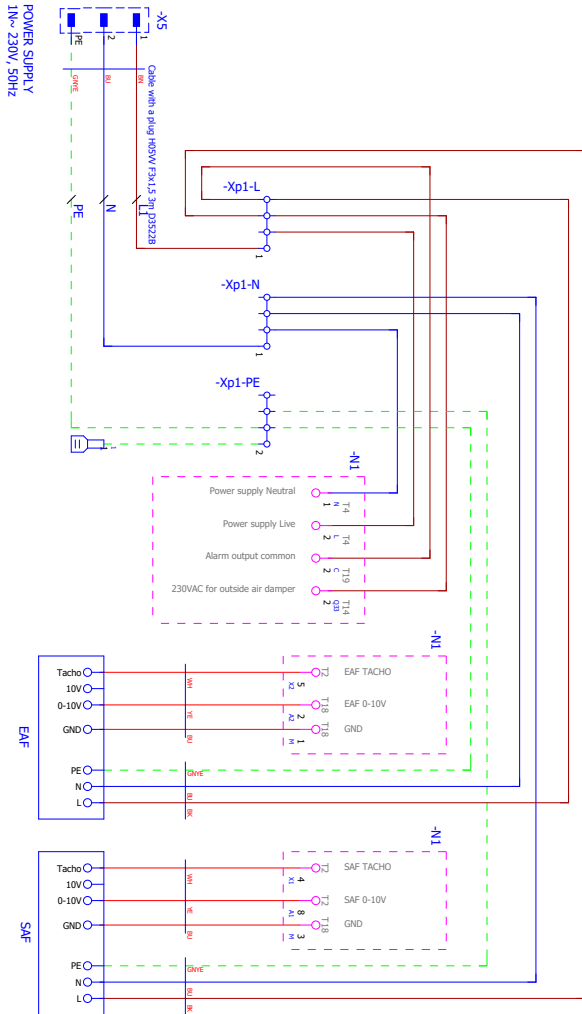 POWER SUPPLY
1N~ 230V, 50Hz
-X5
PE
2
1
GNYE
BU
BN
Cable with a plug H05VV F3x1,5 3m D3522B
PE
N
L1
-Xp1-L
1
-Xp1-N
1
-Xp1-PE
2
1
1
-N1
Power supply Neutral
1
N
T4
Power supply Live
2
L
T4
Alarm output common
2
C
T19
230VAC for outside air damper
2
Q33
T14
-N1
EAF
Tacho
10V
0-10V
GND
PE
N
L
WH
YE
BU
GNYE
BU
BK
T2
EAF TACHO
X2
5
T18
EAF 0-10V
A2
2
T18
GND
M
1
-N1
SAF
Tacho
10V
0-10V
GND
PE
N
L
WH
YE
BU
GNYE
BU
BK
T2
SAF TACHO
X1
4
T2
SAF 0-10V
A1
8
T18
GND
M
3